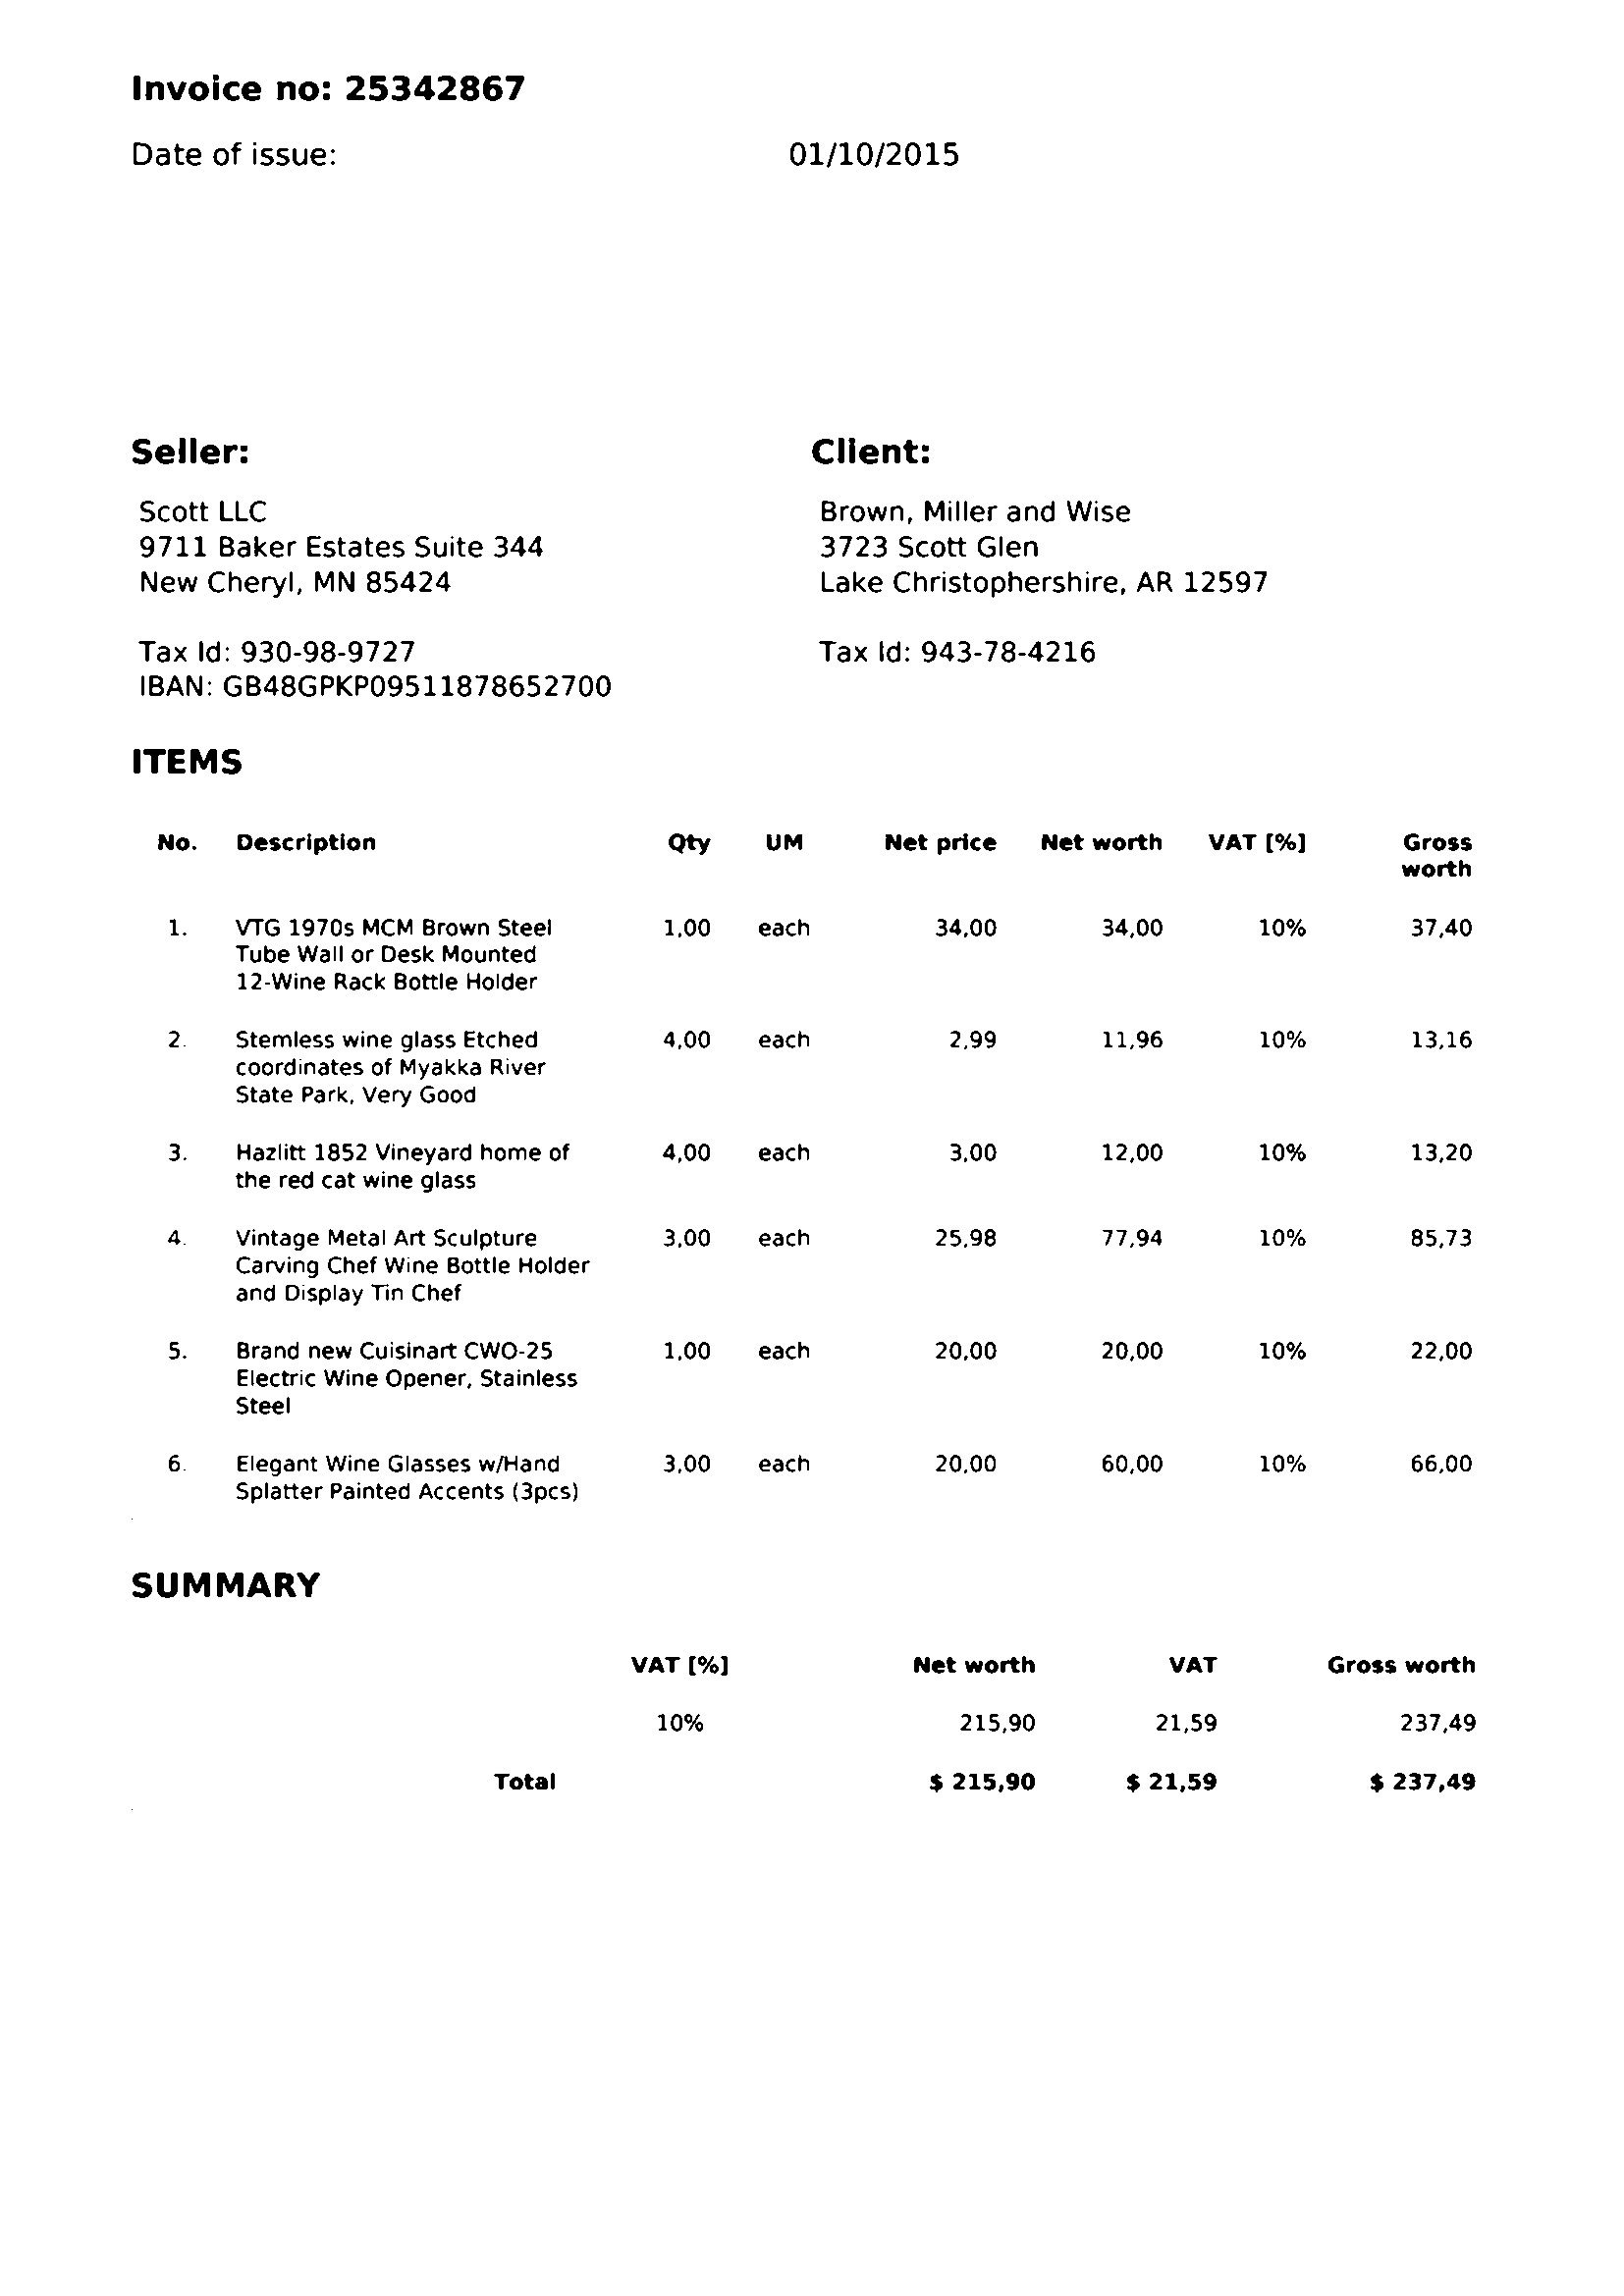 Invoice no: 25342867
Date of issue: 01/10/2015
Seller:
Scott LLC
9711 Baker Estates Suite 344
New Cheryl, MN 85424
Tax Id: 930-98-9727
IBAN: GB48GPKP09511878652700
Client:
Brown, Miller and Wise
3723 Scott Glen
Lake Christophershire, AR 12597
Tax Id: 943-78-4216
ITEMS
No. Description Qty UM Net price Net worth VAT [%] Gross
worth
1. VTG 1970s MCM Brown Steel 1,00 each 34,00 34,00 10% 37,40
Tube Wall or Desk Mounted
12-Wine Rack Bottle Holder
2. Stemless wine glass Etched 4,00 each 2,99 11,96 10% 13,16
coordinates of Myakka River
State Park, Very Good
3. Hazlitt 1852 Vineyard home of 4,00 each 3,00 12,00 10% 13,20
the red cat wine glass
4. Vintage Metal Art Sculpture 3,00 each 25,98 77,94 10% 85,73
Carving Chef Wine Bottle Holder
and Display Tin Chef
5. Brand new Cuisinart CWO-25 1,00 each 20,00 20,00 10% 22,00
Electric Wine Opener, Stainless
Steel
6. Elegant Wine Glasses w/Hand 3,00 each 20,00 60,00 10% 66,00
Splatter Painted Accents (3pcs)
SUMMARY
VAT [%] Net worth VAT Gross worth
10% 215,90 21,59 237,49
Total $ 215,90 $ 21,59 $ 237,49